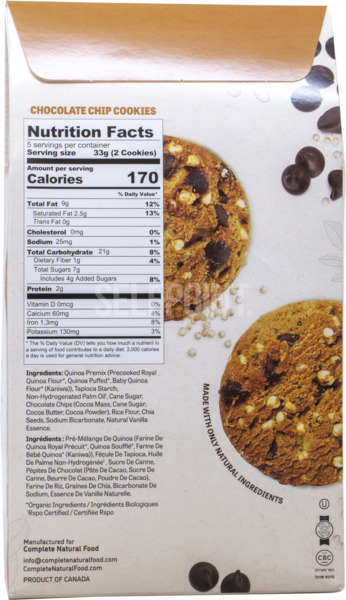 CHOCOLATE CHIP COOKIES
Nutrition Facts
5 servings per container
Serving size 33g (2 Cookies)
Amount per serving
Calories 170
% Daily Value*
Total Fat 9g 12%
Saturated Fat 2.5g 13%
Trans Fat 0g
Cholesterol 0mg 0%
Sodium 25mg 1%
Total Carbohydrate 21g 8%
Dietary Fiber 1g 4%
Total Sugars 7g
Includes 4g Added Sugars 8%
Protein 2g
Vitamin D 0mcg 0%
Calcium 60mg 4%
Iron 1.3mg 8%
Potassium 130mg 3%
* The % Daily Value (DV) tells you how much a nutrient in
a serving of food contributes to a daily diet. 2,000 calories
a day is used for general nutrition advice.
Ingredients: Quinoa Premix (Precooked Royal
Quinoa Flour*, Quinoa Puffed*, Baby Quinoa
Flour* (Kaniwa)), Tapioca Starch,
Non-Hydrogenated Palm Oil', Cane Sugar,
Chocolate Chips (Cocoa Mass, Cane Sugar,
Cocoa Butter, Cocoa Powder), Rice Flour, Chia
Seeds, Sodium Bicarbonate, Natural Vanilla
Essence.
Ingrédients: Pré-Mélange De Quinoa (Farine De
Quinoa Royal Précuit*, Quinoa Soufflé*, Farine De
Bébé Quinoa* (Kaniwa)), Fécule De Tapioca, Huile
De Palme Non-Hydrogénée', Sucre De Canne,
Pépites De Chocolat (Pâte De Cacao, Sucre De
Canne, Beurre De Cacao, Poudre De Cacao),
Farine De Riz, Graines De Chia, Bicarbonate De
Sodium, Essence De Vanille Naturelle.
*Organic Ingredients / Ingrédients Biologiques
'Rspo Certified / Certifiée Rspo
MADE WITH ONLY NATURAL INGREDIENTS
Manufactured for
Complete Natural Food
info@completenaturalfood.com
CompleteNaturalFood.com
PRODUCT OF CANADA
U
CRC